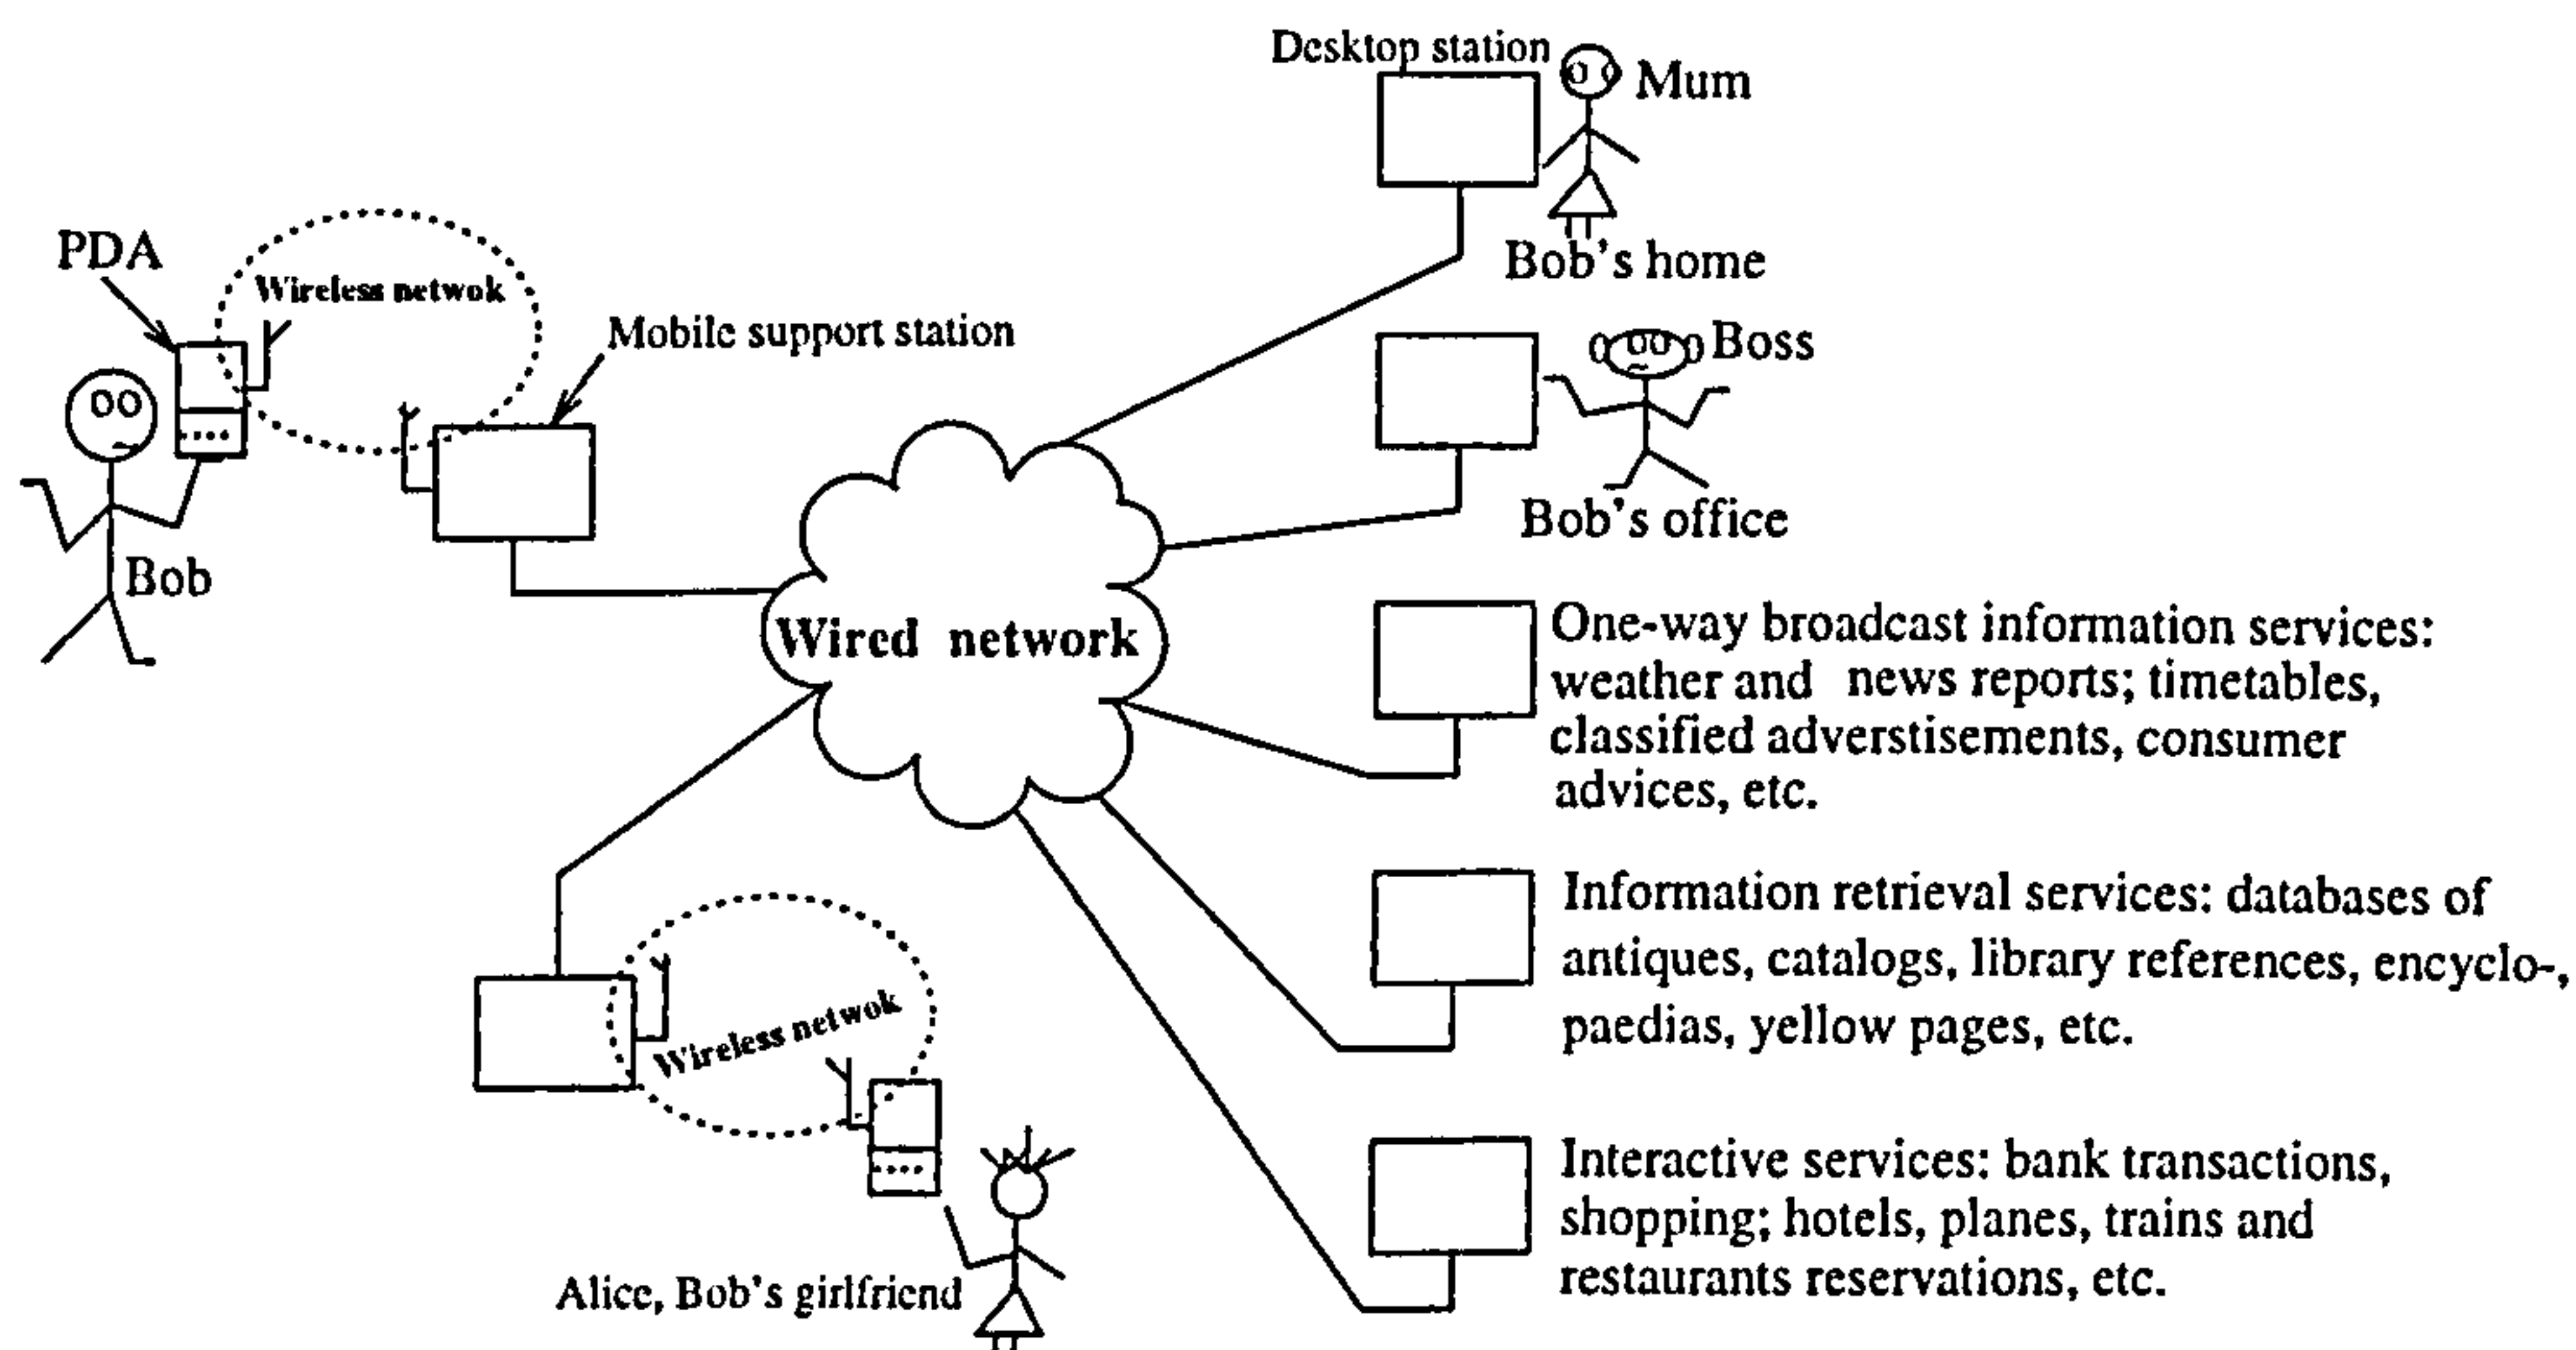 Desktop station
Mum
Bob's home
PDA
Wireless netwok
Mobile support station
Bob
Boss
Bob's office
Wired network
One-way broadcast information services:
weather and news reports; timetables,
classified adverstisements, consumer
advices, etc.
Information retrieval services: databases of
antiques, catalogs, library references, encyclo-,
paedias, yellow pages, etc.
Wireless netwok
Alice, Bob's girlfriend
Interactive services: bank transactions,
shopping; hotels, planes, trains and
restaurants reservations, etc.